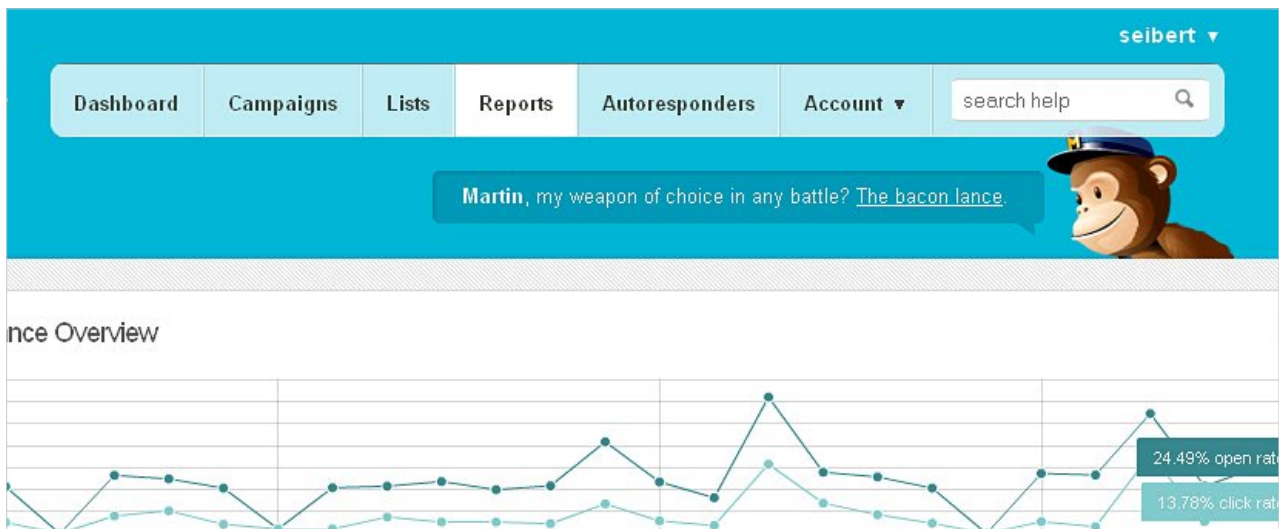 seibert ▼
Dashboard Campaigns Lists Reports Autoresponders Account ▼ search help
Martin, my weapon of choice in any battle? The bacon lance.
nce Overview
24.49% open rate
13.78% click rat